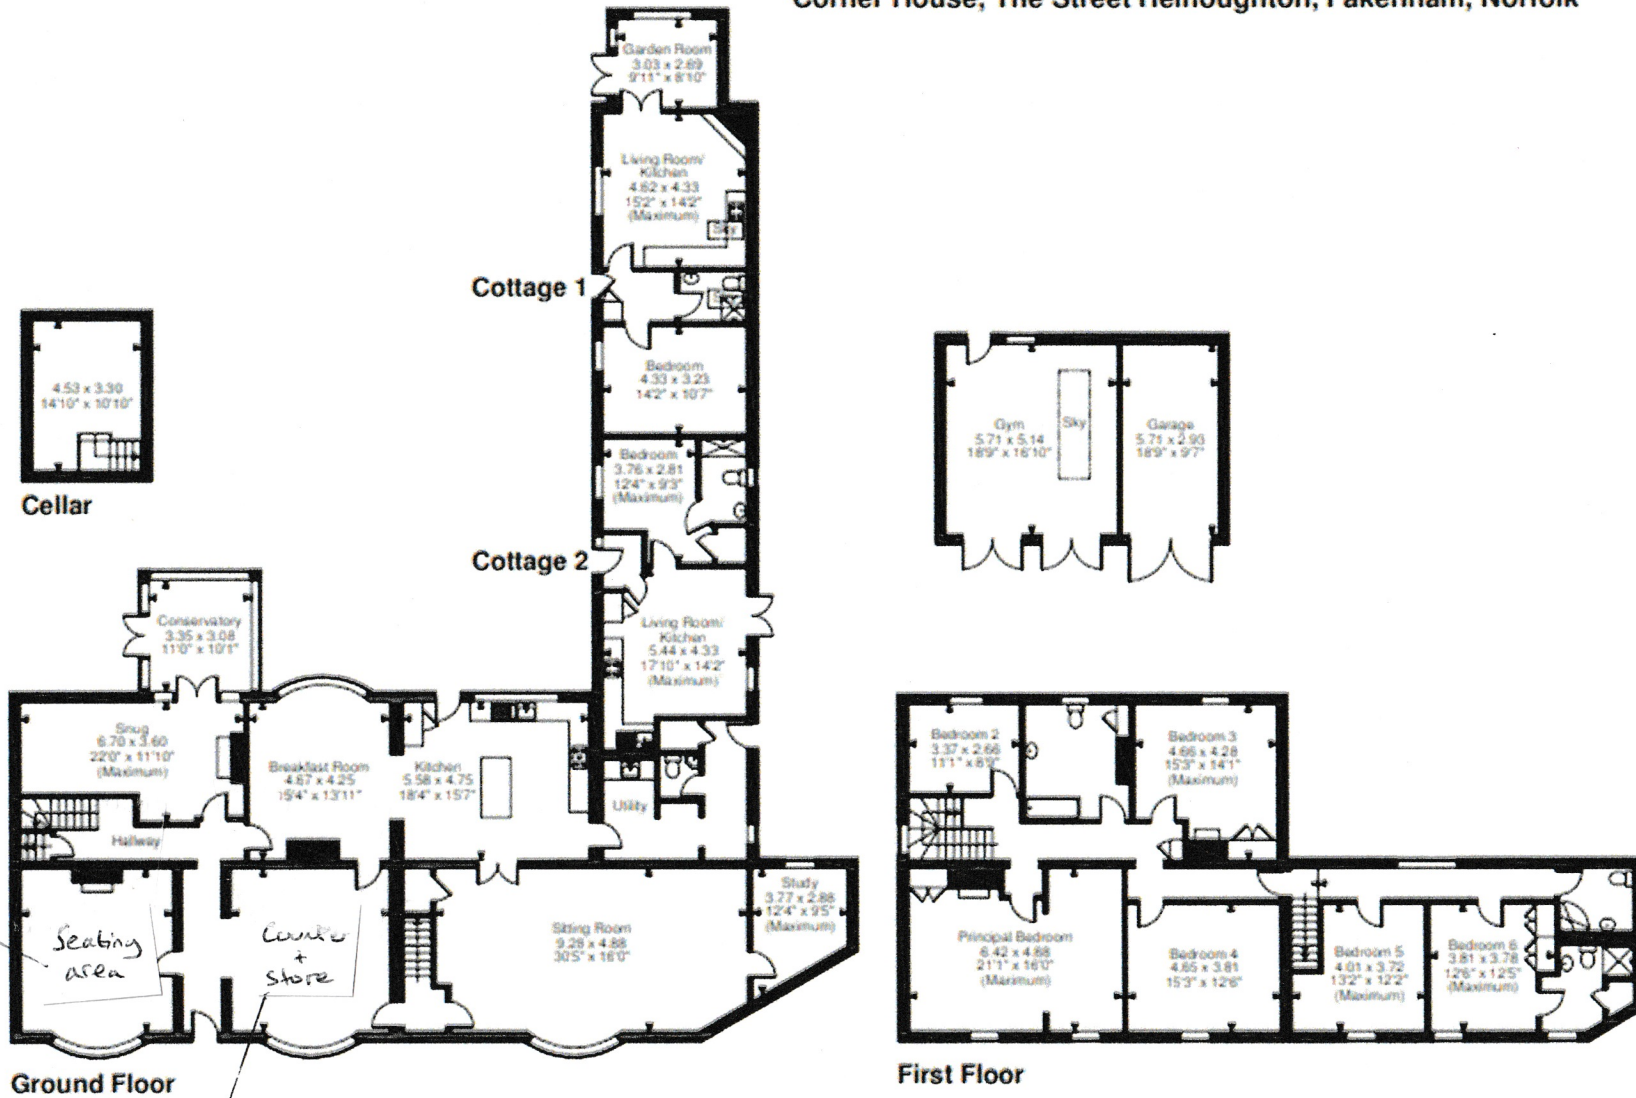 Corner House, The Street Helhoughton, Fakenham, Norfolk
Garden Room
3.03 x 2.69
9'11" x 8'10"
Living Room/
Kitchen
4.62 x 4.33
15'2" x 14'2"
(Maximum)
Sky
Cottage 1
Bedroom
4.33 x 3.23
14'2" x 10'7"
4.53 x 3.30
14'10" x 10'10"
Cellar
Gym
5.71 x 5.14
18'9" x 16'10"
Sky
Garage
5.71 x 2.93
18'9" x 9'7"
Bedroom
3.76 x 2.81
12'4" x 9'3"
(Maximum)
Cottage 2
Living Room/
Kitchen
5.44 x 4.33
17'10" x 14'2"
(Maximum)
Conservatory
3.35 x 3.08
11'0" x 10'1"
Snug
6.70 x 3.60
22'0" x 11'10"
(Maximum)
Breakfast Room
4.67 x 4.25
15'4" x 13'11"
Kitchen
5.58 x 4.75
18'4" x 15'7"
Utility
Hallway
Seating
area
Counter
+
store
Sitting Room
9.28 x 4.88
30'5" x 16'0"
Study
3.77 x 2.88
12'4" x 9'5"
(Maximum)
Ground Floor
Bedroom 2
3.37 x 2.66
11'1" x 8'9"
Bedroom 3
4.66 x 4.28
15'3" x 14'1"
(Maximum)
Principal Bedroom
6.42 x 4.88
21'1" x 16'0"
(Maximum)
Bedroom 4
4.65 x 3.81
15'3" x 12'6"
Bedroom 5
4.01 x 3.72
13'2" x 12'2"
(Maximum)
Bedroom 6
3.81 x 3.78
12'6" x 12'5"
(Maximum)
First Floor